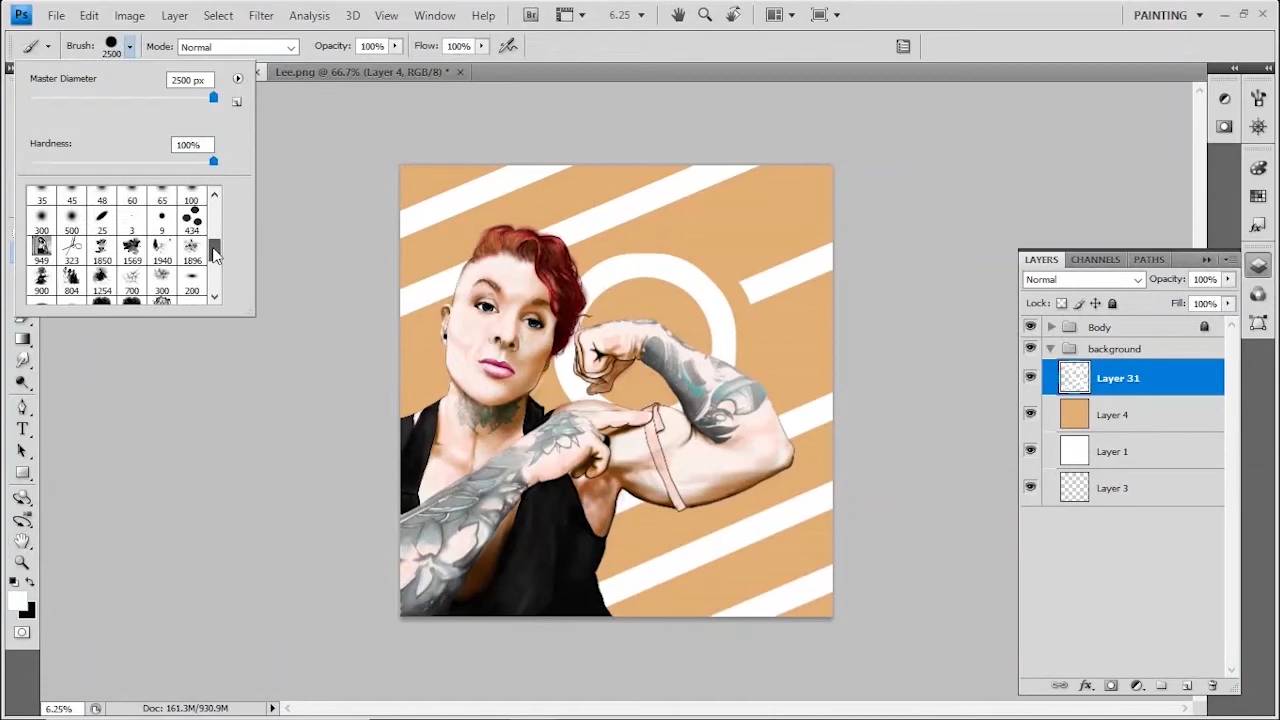 Ps File Edit Image Layer Select Filter Analysis 3D View Window Help Br 6.25 PAINTING
Brush: 2500 Mode: Normal Opacity: 100% Flow: 100%
Lee.png @ 66.7% (Layer 4, RGB/8) *
Master Diameter 2500 px
Hardness: 100%
35 45 48 60 65 100
300 500 25 3 9 434
949 323 1850 1569 1940 1896
900 804 1254 700 300 200
LAYERS CHANNELS PATHS
Normal Opacity: 100%
Lock: Fill: 100%
Body
background
Layer 31
Layer 4
Layer 1
Layer 3
6.25% Doc: 161.3M/930.9M